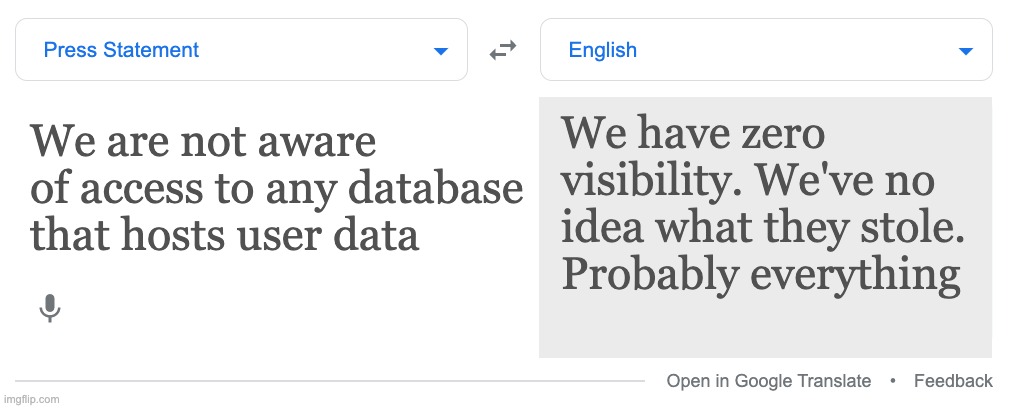 Press Statement
English
We are not aware
of access to any database
that hosts user data
We have zero
visibility. We've no
idea what they stole.
Probably everything
Open in Google Translate • Feedback
imgflip.com